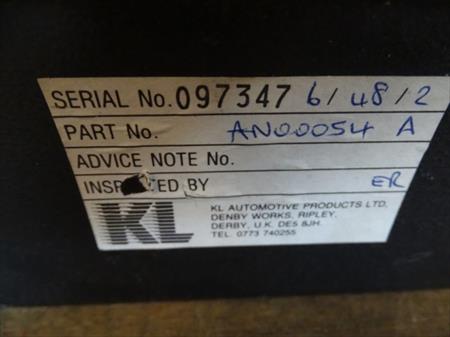 SERIAL No. 097347 6/48/2
PART No. AN00054 A
ADVICE NOTE No.
INSP ED BY ER
KL
KL AUTOMOTIVE PRODUCTS LTD,
DENBY WORKS, RIPLEY,
DERBY, U.K. DE5 8JH.
TEL. 0773 740255